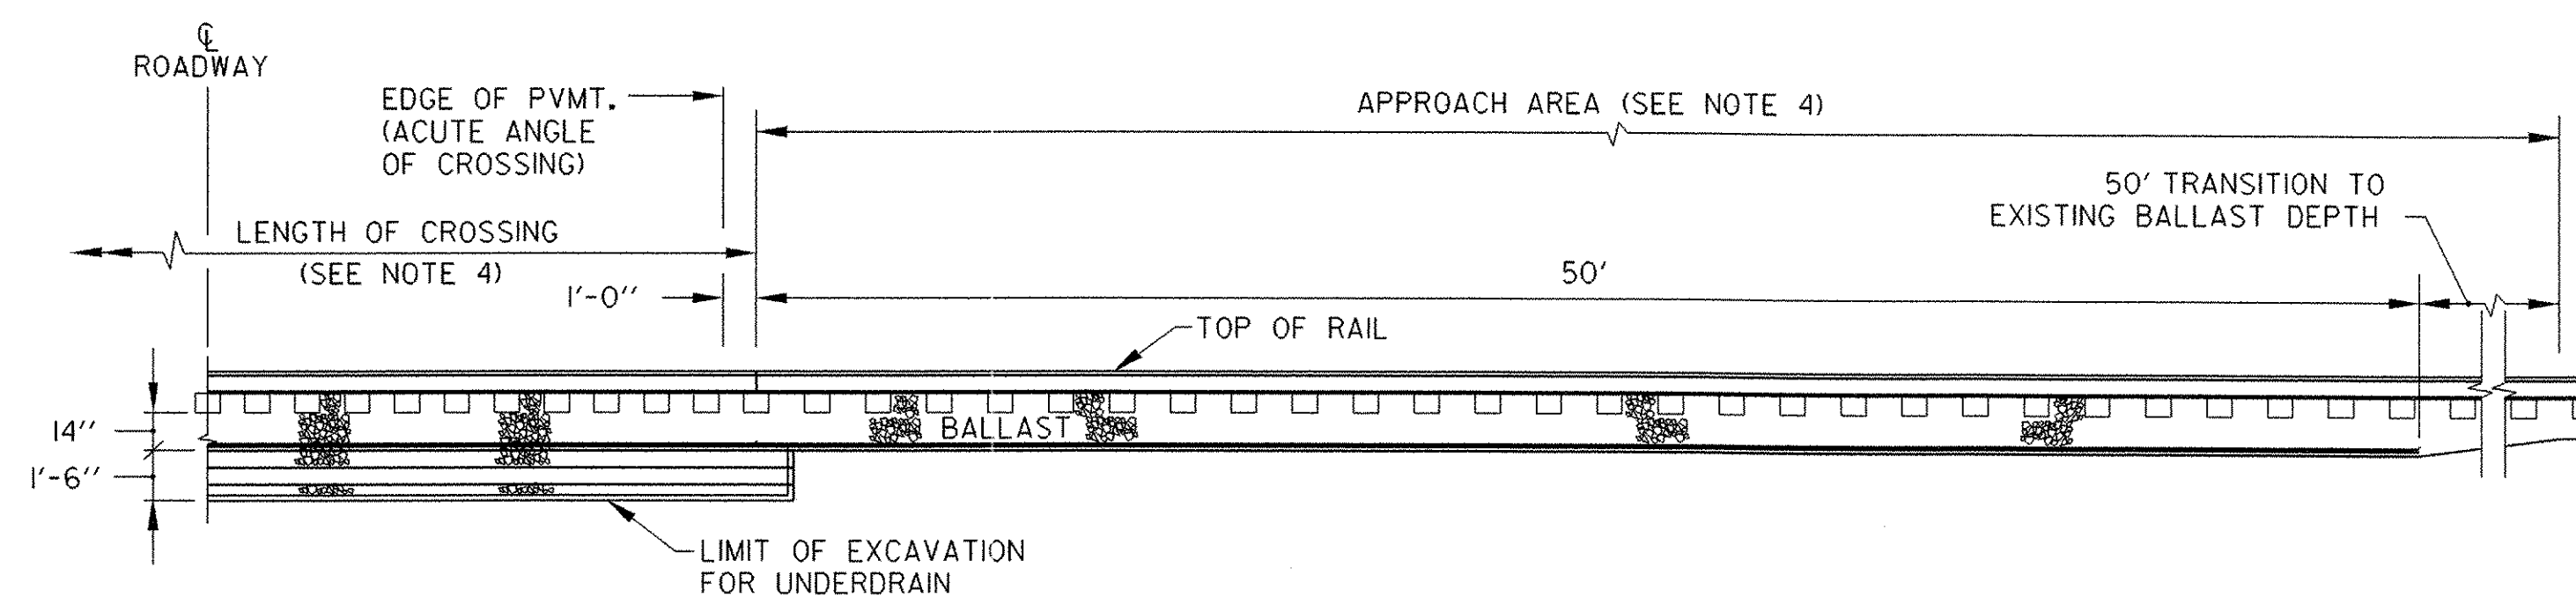 ℄
ROADWAY
EDGE OF PVMT.
(ACUTE ANGLE
OF CROSSING)
APPROACH AREA (SEE NOTE 4)
50' TRANSITION TO
EXISTING BALLAST DEPTH
LENGTH OF CROSSING
(SEE NOTE 4)
1'-0''
50'
TOP OF RAIL
14''
BALLAST
1'-6''
LIMIT OF EXCAVATION
FOR UNDERDRAIN